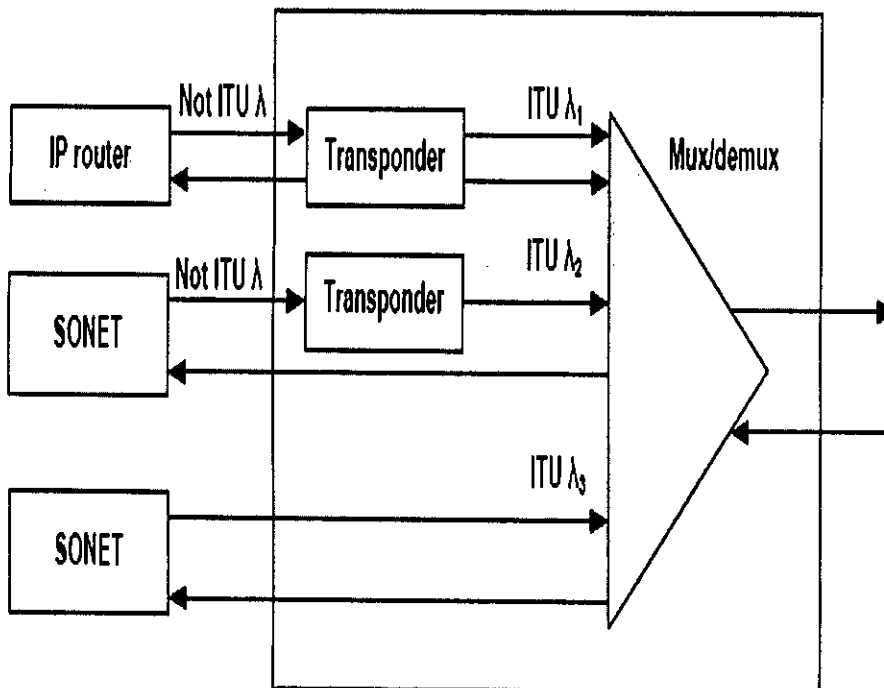 Not ITU λ
ITU λ₁
IP router
Transponder
Mux/demux
Not ITU λ
ITU λ₂
SONET
Transponder
ITU λ₃
SONET